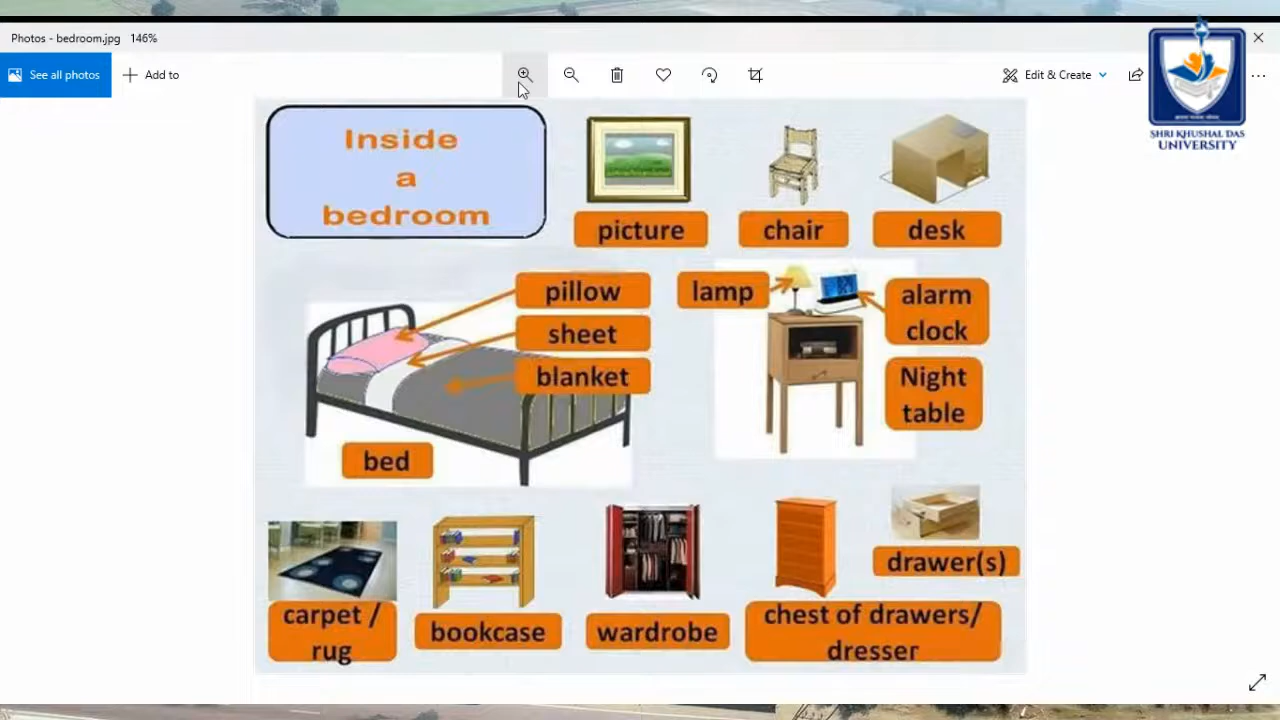 Photos - bedroom.jpg 146%
See all photos
Add to
Edit & Create
SHRI KHUSHAL DAS
UNIVERSITY
Inside
a
bedroom
picture
chair
desk
pillow
sheet
blanket
bed
lamp
alarm
clock
Night
table
carpet /
rug
bookcase
wardrobe
chest of drawers/
dresser
drawer(s)